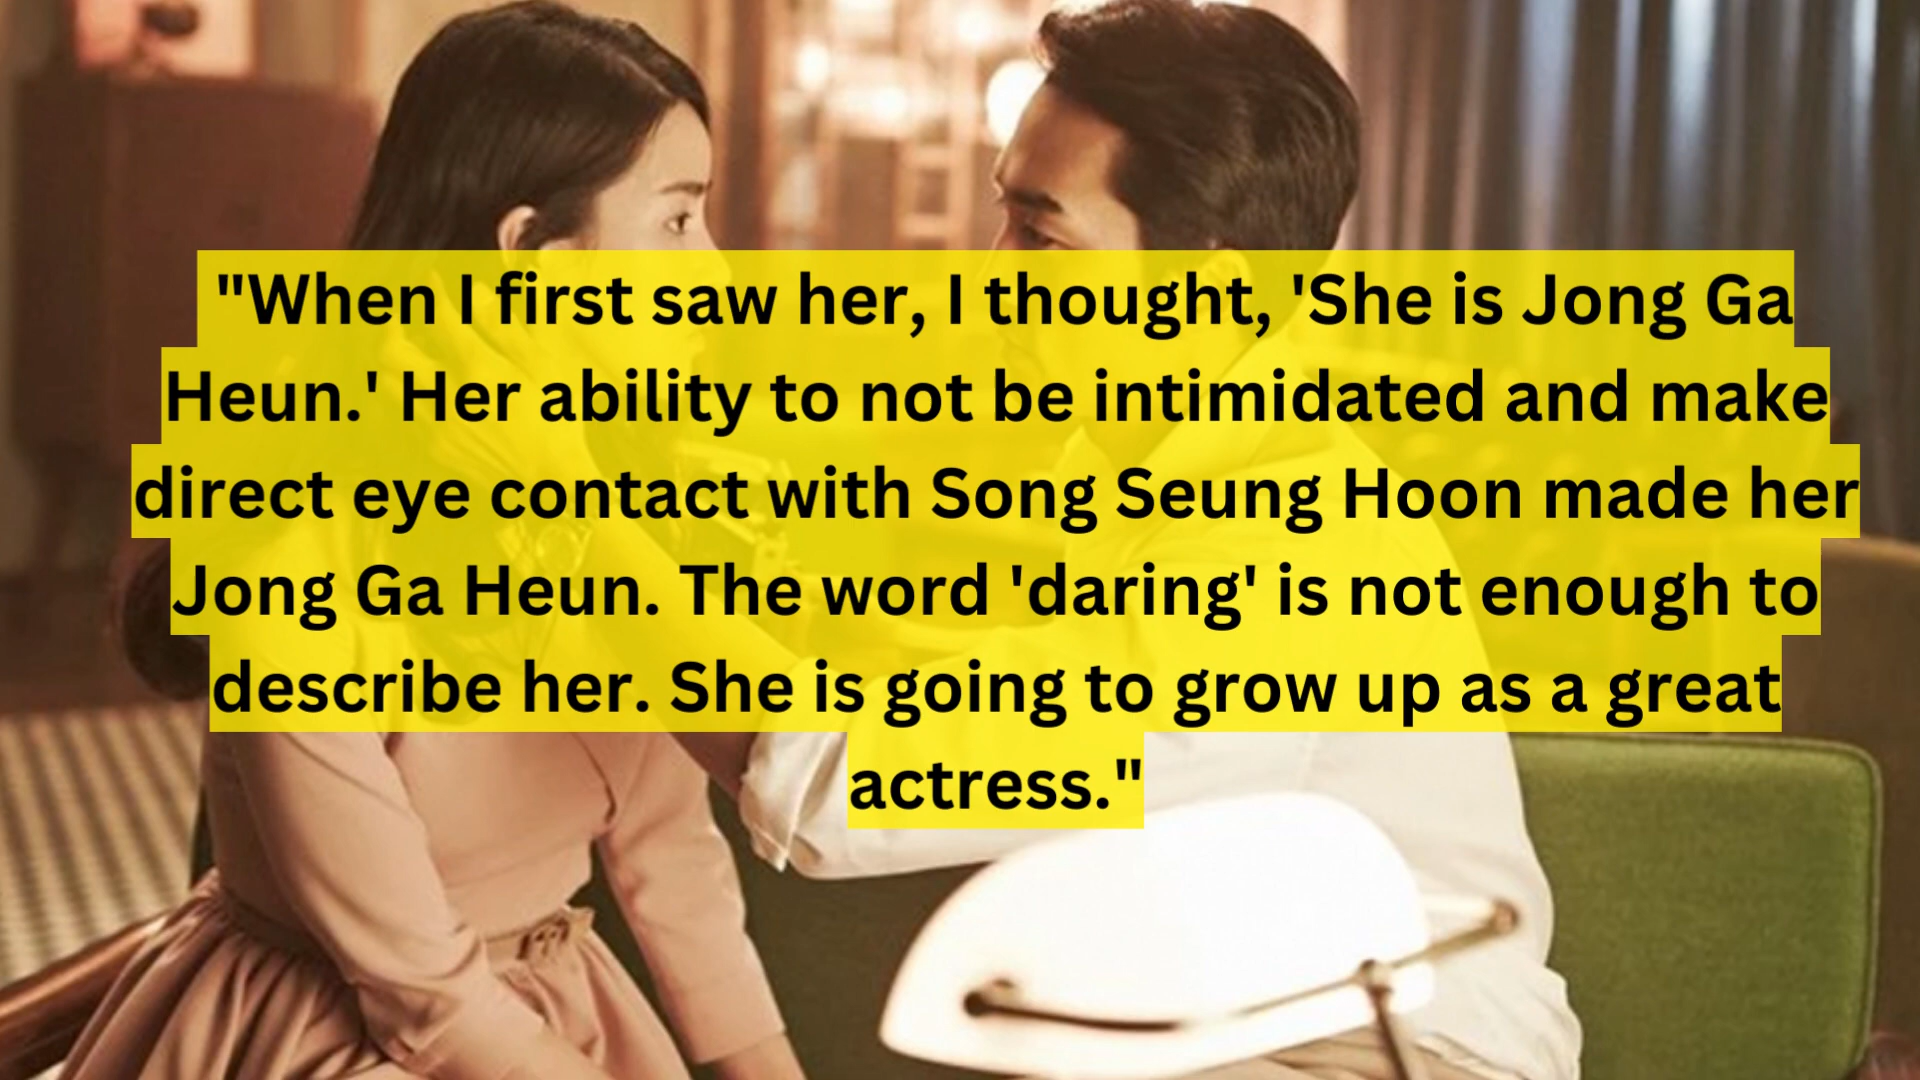 "When I first saw her, I thought, 'She is Jong Ga
Heun.' Her ability to not be intimidated and make
direct eye contact with Song Seung Hoon made her
Jong Ga Heun. The word 'daring' is not enough to
describe her. She is going to grow up as a great
actress."